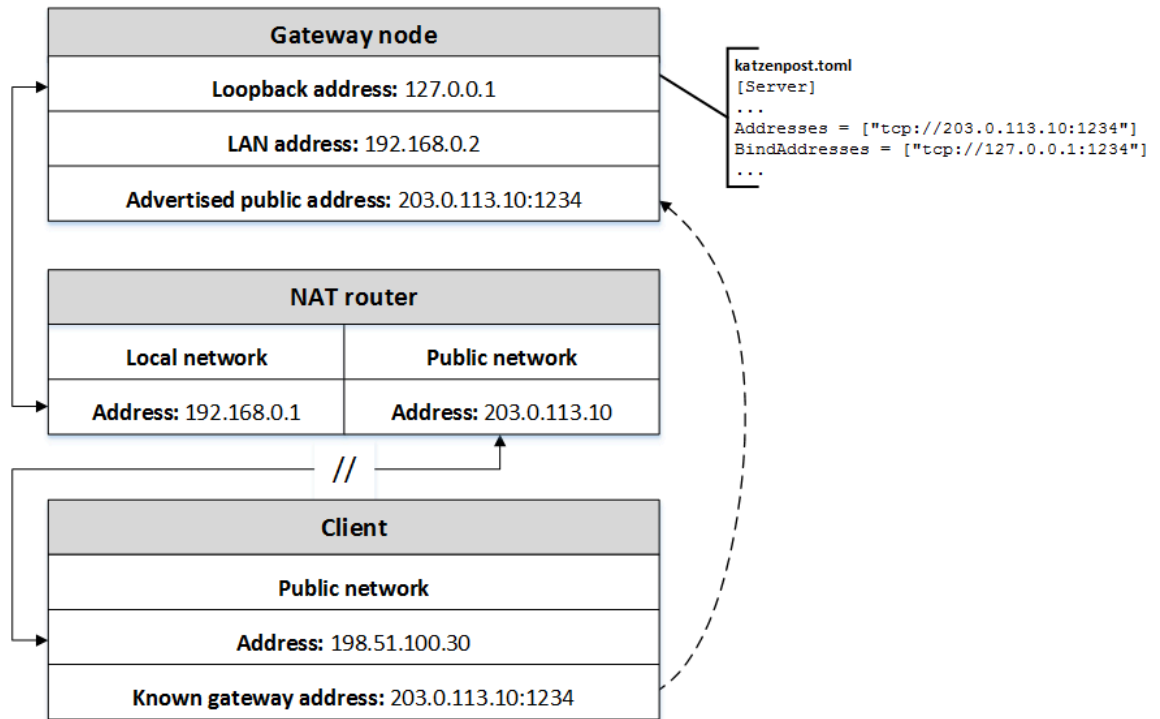 Gateway node
Loopback address: 127.0.0.1
LAN address: 192.168.0.2
Advertised public address: 203.0.113.10:1234
katzenpost.toml
[Server]
...
Addresses = ["tcp://203.0.113.10:1234"]
BindAddresses = ["tcp://127.0.0.1:1234"]
...
NAT router
Local network
Public network
Address: 192.168.0.1
Address: 203.0.113.10
//
Client
Public network
Address: 198.51.100.30
Known gateway address: 203.0.113.10:1234